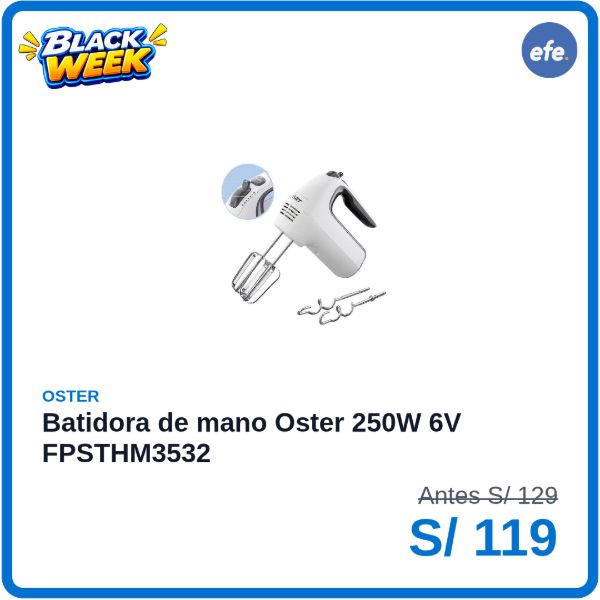 BLACK
WEEK
efe.
OSTER
Batidora de mano Oster 250W 6V
FPSTHM3532
Antes S/ 129
S/ 119